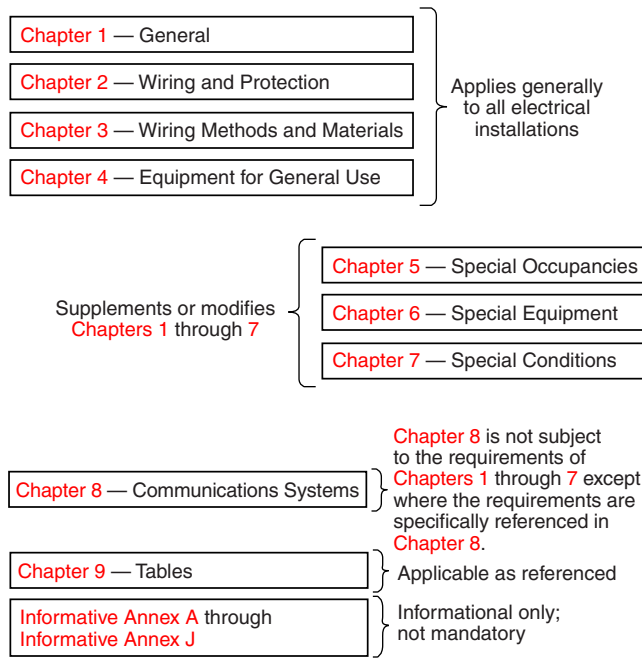 Chapter 1 — General
Chapter 2 — Wiring and Protection
Chapter 3 — Wiring Methods and Materials
Chapter 4 — Equipment for General Use
Applies generally
to all electrical
installations
Supplements or modifies
Chapters 1 through 7
Chapter 5 — Special Occupancies
Chapter 6 — Special Equipment
Chapter 7 — Special Conditions
Chapter 8 — Communications Systems
Chapter 8 is not subject
to the requirements of
Chapters 1 through 7 except
where the requirements are
specifically referenced in
Chapter 8.
Chapter 9 — Tables
Applicable as referenced
Informative Annex A through
Informative Annex J
Informational only;
not mandatory